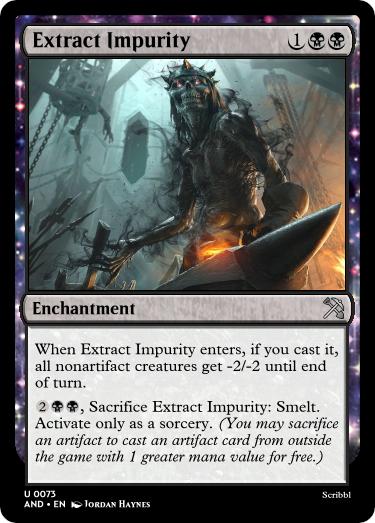 Extract Impurity 1
Enchantment
When Extract Impurity enters, if you cast it,
all nonartifact creatures get -2/-2 until end
of turn.
2, Sacrifice Extract Impurity: Smelt.
Activate only as a sorcery. (You may sacrifice
an artifact to cast an artifact card from outside
the game with 1 greater mana value for free.)
U 0073 Scribbl
AND • EN Jordan Haynes